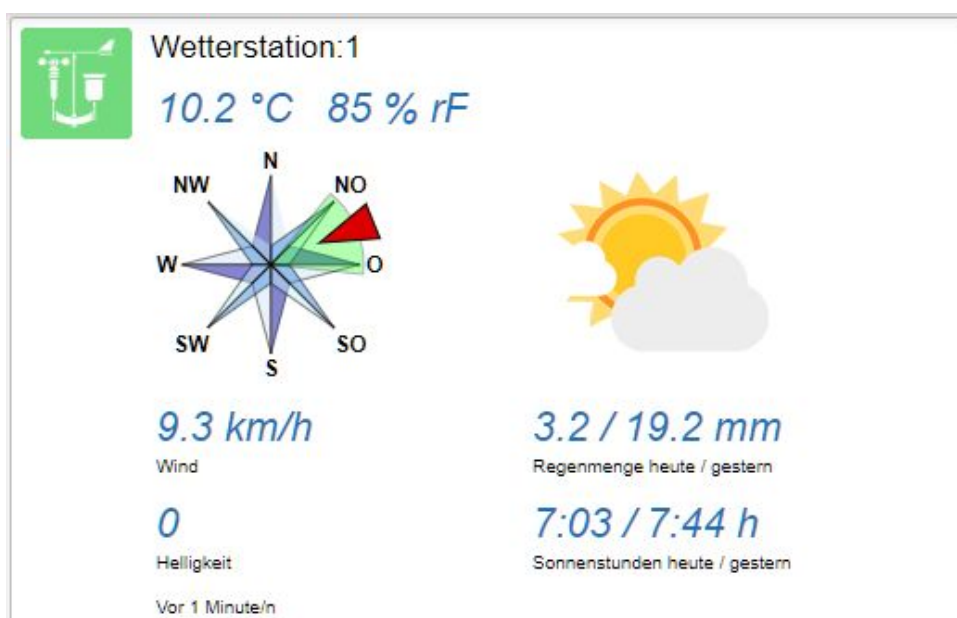 Wetterstation:1
10.2 °C 85 % rF
N
NW NO
W O
SW SO
S
9.3 km/h 3.2 / 19.2 mm
Wind Regenmenge heute / gestern
0 7:03 / 7:44 h
Helligkeit Sonnenstunden heute / gestern
Vor 1 Minute/n